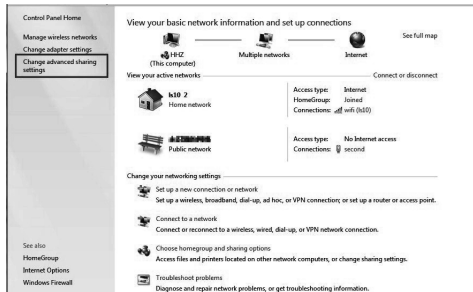 Control Panel Home
Manage wireless networks
Change adapter settings
Change advanced sharing
settings
See also
HomeGroup
Internet Options
Windows Firewall
View your basic network information and set up connections
See full map
HHZ
(This computer)
Multiple networks
Internet
View your active networks
Connect or disconnect
ls10 2
Home network
Access type: Internet
HomeGroup: Joined
Connections: wifi (ls10)
Public network
Access type: No Internet access
Connections: second
Change your networking settings
Set up a new connection or network
Set up a wireless, broadband, dial-up, ad hoc, or VPN connection; or set up a router or access point.
Connect to a network
Connect or reconnect to a wireless, wired, dial-up, or VPN network connection.
Choose homegroup and sharing options
Access files and printers located on other network computers, or change sharing settings.
Troubleshoot problems
Diagnose and repair network problems, or get troubleshooting information.